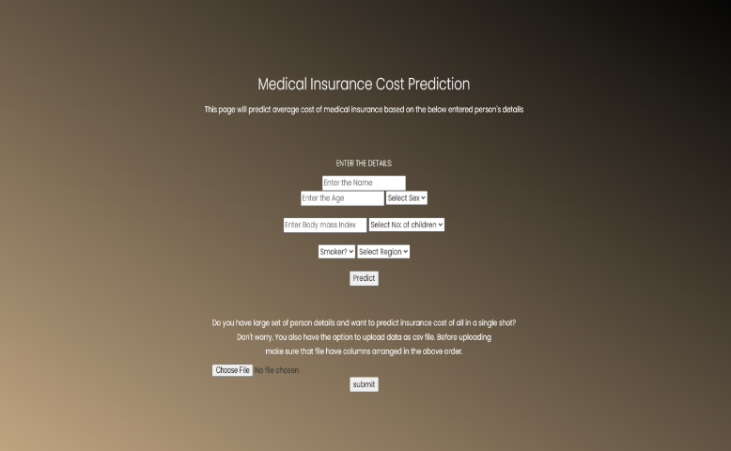 Medical Insurance Cost Prediction
This page will predict average cost of medical insurance based on the below entered person's details
ENTER THE DETAILS:
Enter the Name
Enter the Age Select Sex
Enter Body mass Index Select No: of children
Smoker? Select Region
Predict
Do you have large set of person details and want to predict insurance cost of all in a single shot?
Don't worry. You also have the option to upload data as csv file. Before uploading
make sure that file have columns arranged in the above order.
Choose File No file chosen
submit